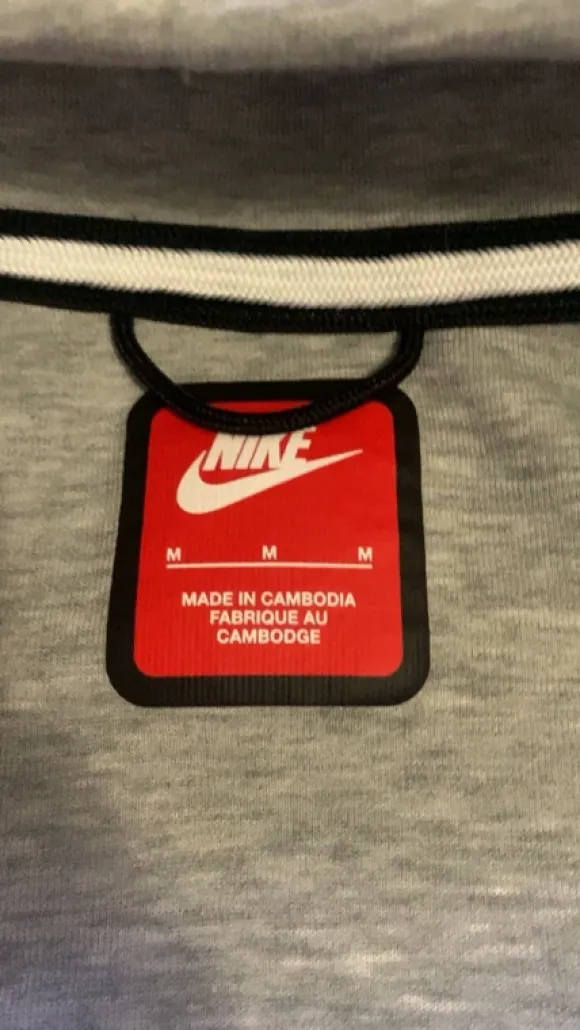 NIKE
M M M
MADE IN CAMBODIA
FABRIQUE AU
CAMBODGE